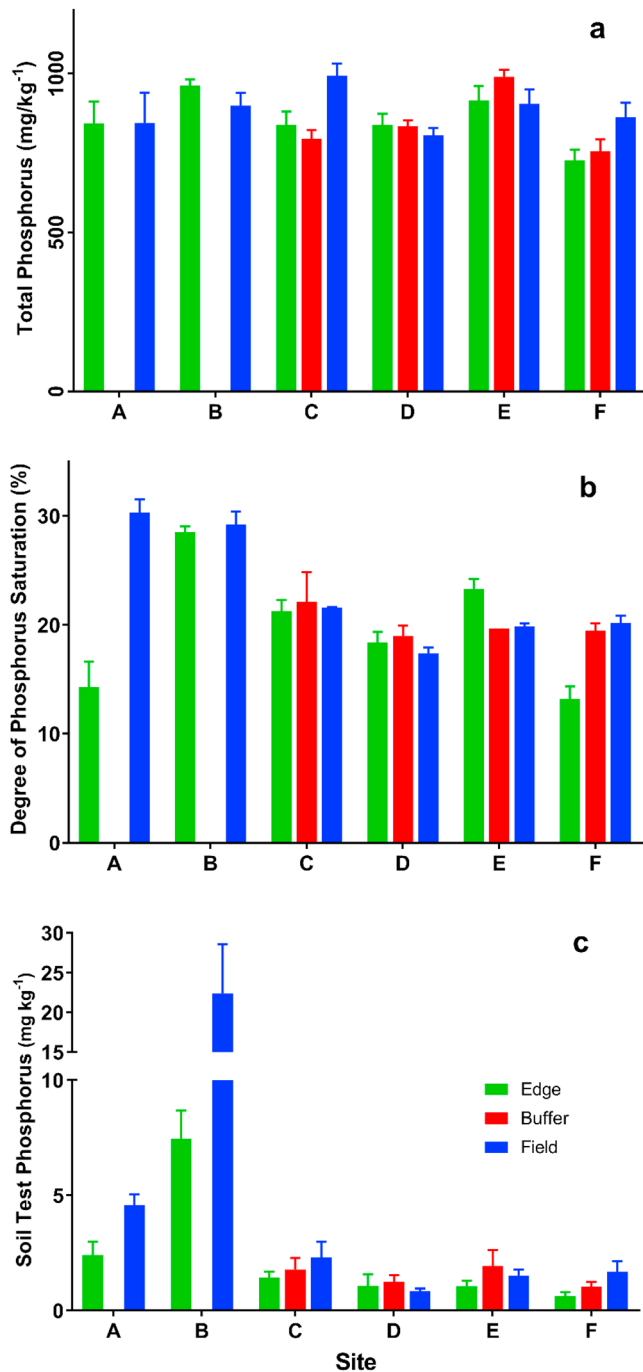 a
Total Phosphorus (mg/kg⁻¹)
1000
500
0
A B C D E F
b
Degree of Phosphorus Saturation (%)
30
20
10
0
A B C D E F
c
Soil Test Phosphorus (mg kg⁻¹)
30
25
20
15
10
5
0
Edge
Buffer
Field
A B C D E F
Site